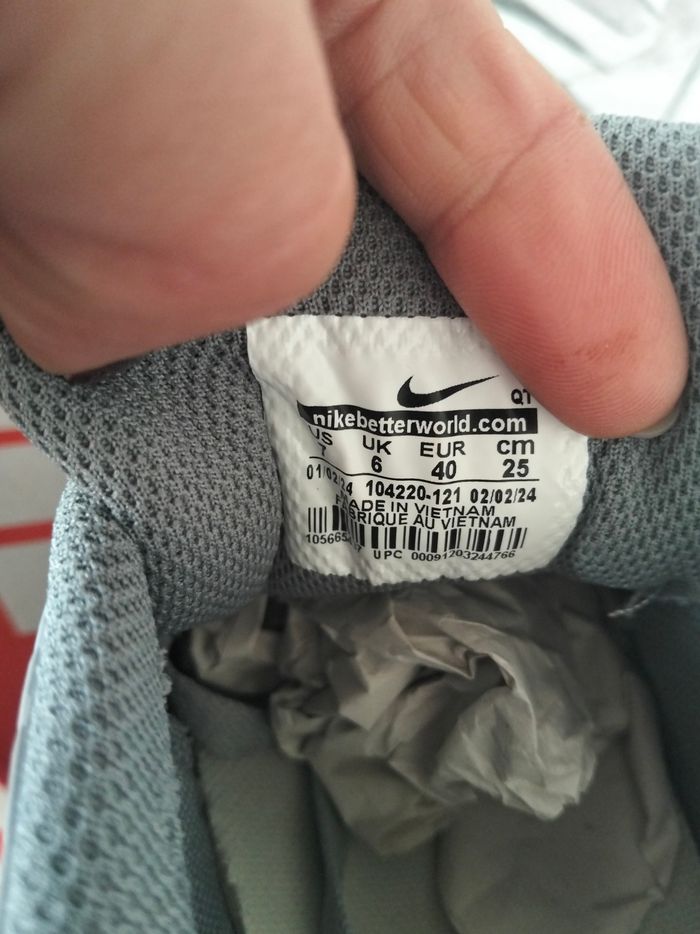 QT
nikebetterworld.com
US UK EUR cm
7 6 40 25
01/02/24 104220-121 02/02/24
MADE IN VIETNAM
FABRIQUE AU VIETNAM
UPC 00091203244766